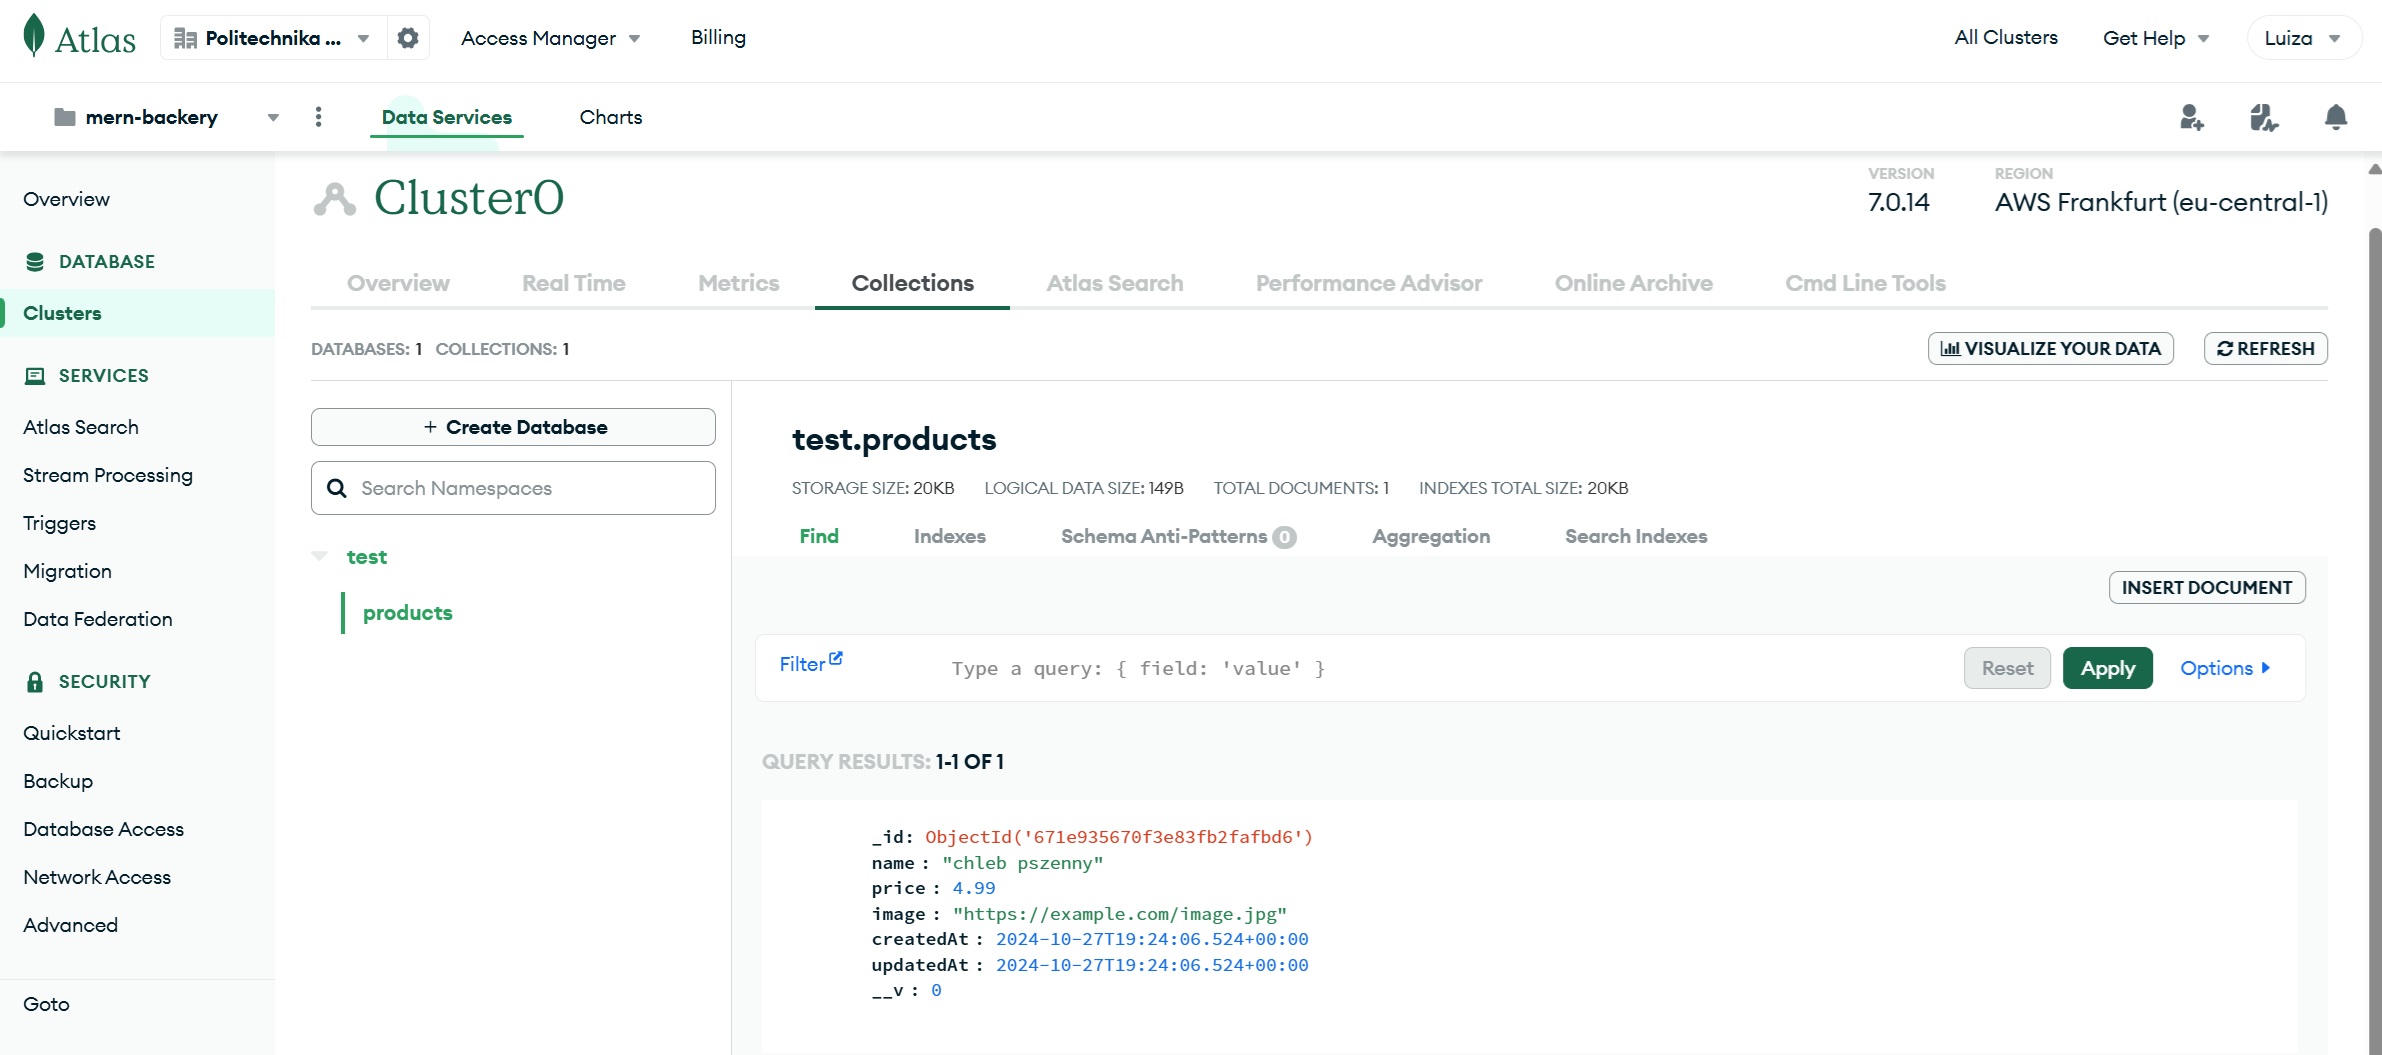 Atlas
Politechnika ...
Access Manager
Billing
All Clusters
Get Help
Luiza
mern-backery
Data Services
Charts
Overview
DATABASE
Clusters
SERVICES
Atlas Search
Stream Processing
Triggers
Migration
Data Federation
SECURITY
Quickstart
Backup
Database Access
Network Access
Advanced
Goto
Cluster0
VERSION
7.0.14
REGION
AWS Frankfurt (eu-central-1)
Overview
Real Time
Metrics
Collections
Atlas Search
Performance Advisor
Online Archive
Cmd Line Tools
DATABASES: 1 COLLECTIONS: 1
VISUALIZE YOUR DATA
REFRESH
+ Create Database
Search Namespaces
test
products
test.products
STORAGE SIZE: 20KB LOGICAL DATA SIZE: 149B TOTAL DOCUMENTS: 1 INDEXES TOTAL SIZE: 20KB
Find
Indexes
Schema Anti-Patterns 0
Aggregation
Search Indexes
INSERT DOCUMENT
Filter
Type a query: { field: 'value' }
Reset
Apply
Options
QUERY RESULTS: 1-1 OF 1
_id: ObjectId('671e935670f3e83fb2fafbd6')
name : "chleb pszenny"
price : 4.99
image : "https://example.com/image.jpg"
createdAt : 2024-10-27T19:24:06.524+00:00
updatedAt : 2024-10-27T19:24:06.524+00:00
__v : 0